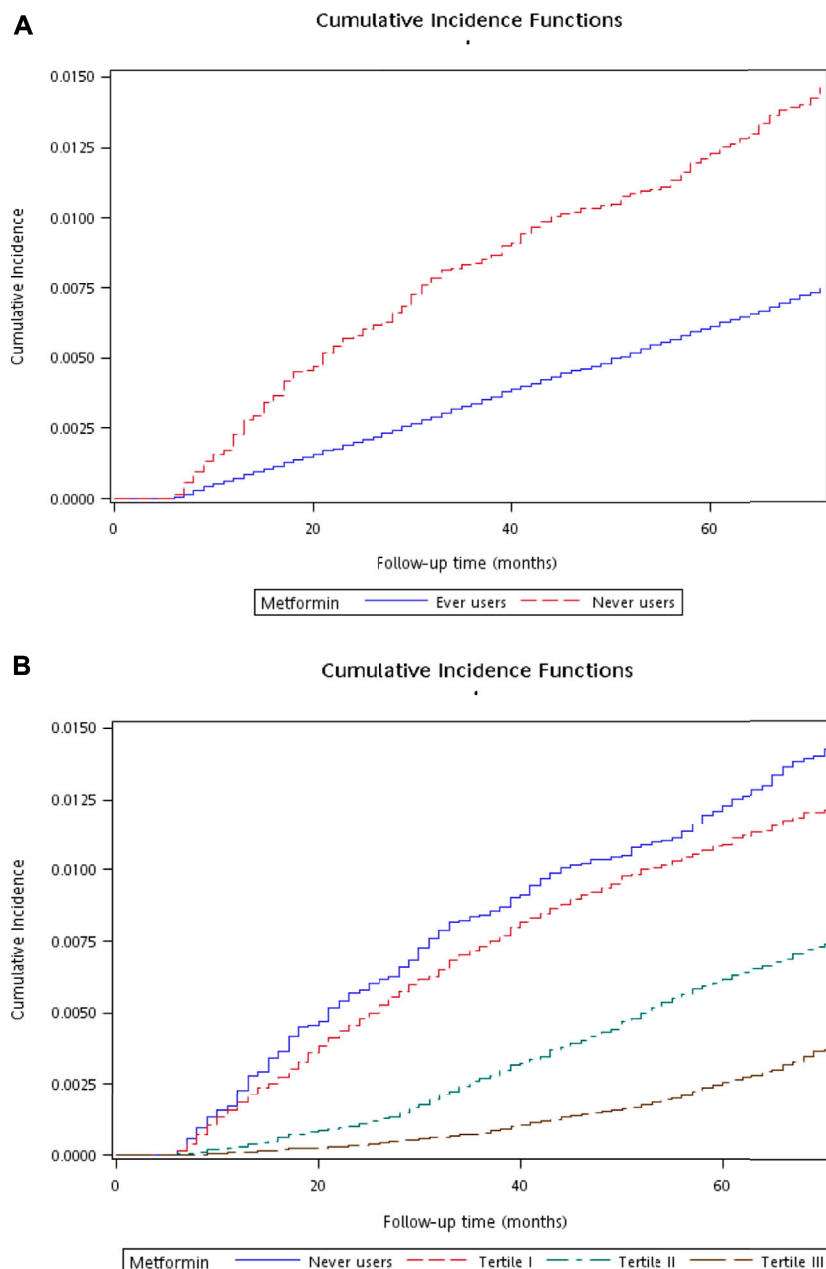 A
Cumulative Incidence Functions
0.0150
0.0125
0.0100
0.0075
0.0050
0.0025
0.0000
Cumulative Incidence
0 20 40 60
Follow-up time (months)
Metformin Ever users Never users
B
Cumulative Incidence Functions
0.0150
0.0125
0.0100
0.0075
0.0050
0.0025
0.0000
Cumulative Incidence
0 20 40 60
Follow-up time (months)
Metformin Never users Tertile I Tertile II Tertile III